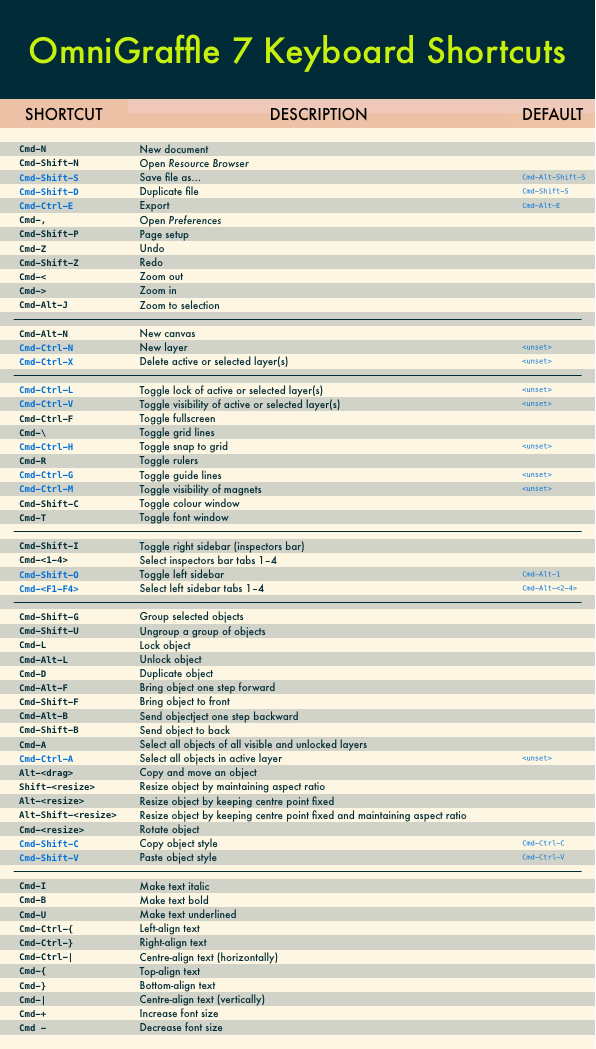 OmniGraffle 7 Keyboard Shortcuts
SHORTCUT DESCRIPTION DEFAULT
Cmd-N New document
Cmd-Shift-N Open Resource Browser
Cmd-Shift-S Save file as... Cmd-Alt-Shift-S
Cmd-Shift-D Duplicate file Cmd-Shift-S
Cmd-Ctrl-E Export Cmd-Alt-E
Cmd-, Open Preferences
Cmd-Shift-P Page setup
Cmd-Z Undo
Cmd-Shift-Z Redo
Cmd-< Zoom out
Cmd-> Zoom in
Cmd-Alt-J Zoom to selection
Cmd-Alt-N New canvas
Cmd-Ctrl-N New layer <unset>
Cmd-Ctrl-X Delete active or selected layer(s) <unset>
Cmd-Ctrl-L Toggle lock of active or selected layer(s) <unset>
Cmd-Ctrl-V Toggle visibility of active or selected layer(s) <unset>
Cmd-Ctrl-F Toggle fullscreen
Cmd-\ Toggle grid lines
Cmd-Ctrl-H Toggle snap to grid <unset>
Cmd-R Toggle rulers
Cmd-Ctrl-G Toggle guide lines <unset>
Cmd-Ctrl-M Toggle visibility of magnets <unset>
Cmd-Shift-C Toggle colour window
Cmd-T Toggle font window
Cmd-Shift-I Toggle right sidebar (inspectors bar)
Cmd-<1-4> Select inspectors bar tabs 1-4
Cmd-Shift-O Toggle left sidebar Cmd-Alt-1
Cmd-<F1-F4> Select left sidebar tabs 1-4 Cmd-Alt-<2-4>
Cmd-Shift-G Group selected objects
Cmd-Shift-U Ungroup a group of objects
Cmd-L Lock object
Cmd-Alt-L Unlock object
Cmd-D Duplicate object
Cmd-Alt-F Bring object one step forward
Cmd-Shift-F Bring object to front
Cmd-Alt-B Send objectject one step backward
Cmd-Shift-B Send object to back
Cmd-A Select all objects of all visible and unlocked layers
Cmd-Ctrl-A Select all objects in active layer <unset>
Alt-<drag> Copy and move an object
Shift-<resize> Resize object by maintaining aspect ratio
Alt-<resize> Resize object by keeping centre point fixed
Alt-Shift-<resize> Resize object by keeping centre point fixed and maintaining aspect ratio
Cmd-<resize> Rotate object
Cmd-Shift-C Copy object style Cmd-Ctrl-C
Cmd-Shift-V Paste object style Cmd-Ctrl-V
Cmd-I Make text italic
Cmd-B Make text bold
Cmd-U Make text underlined
Cmd-Ctrl-{ Left-align text
Cmd-Ctrl-} Right-align text
Cmd-Ctrl-| Centre-align text (horizontally)
Cmd-{ Top-align text
Cmd-} Bottom-align text
Cmd-| Centre-align text (vertically)
Cmd-+ Increase font size
Cmd - Decrease font size